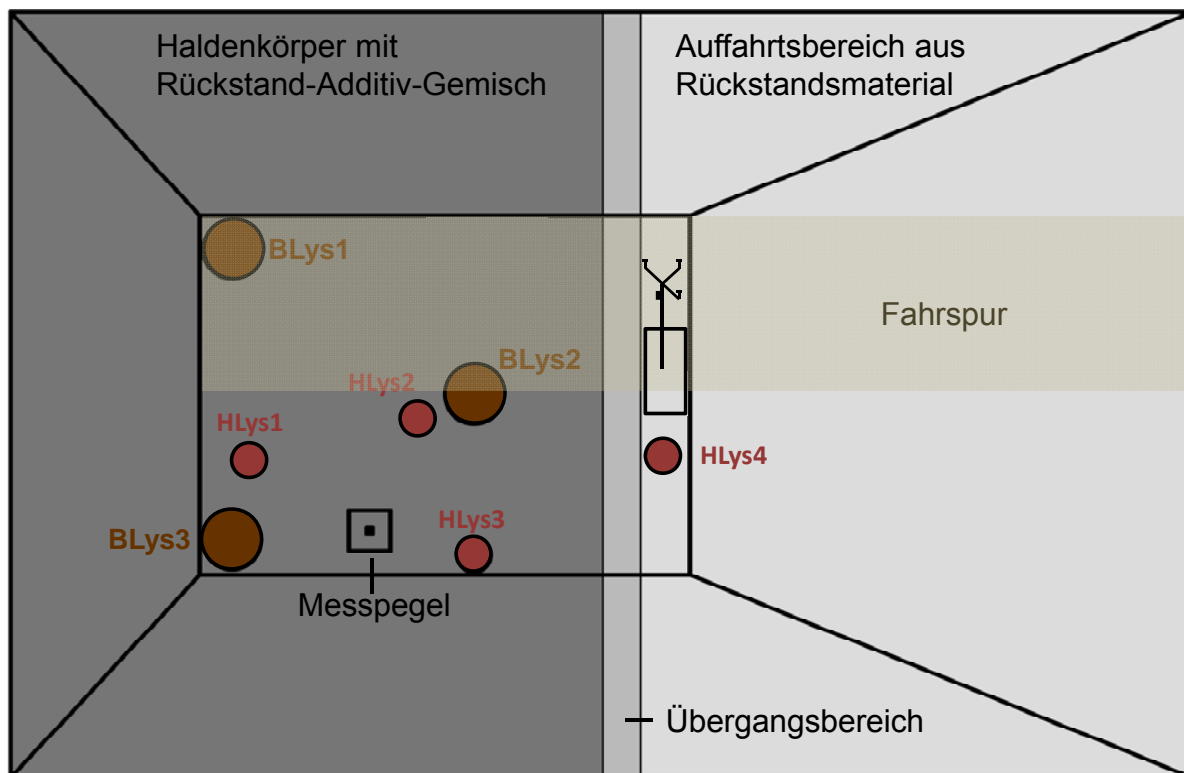 Haldenkörper mit
Rückstand-Additiv-Gemisch
Auffahrtsbereich aus
Rückstandsmaterial
BLys1
Fahrspur
BLys2
HLys2
HLys1
HLys4
BLys3
HLys3
Messpegel
Übergangsbereich